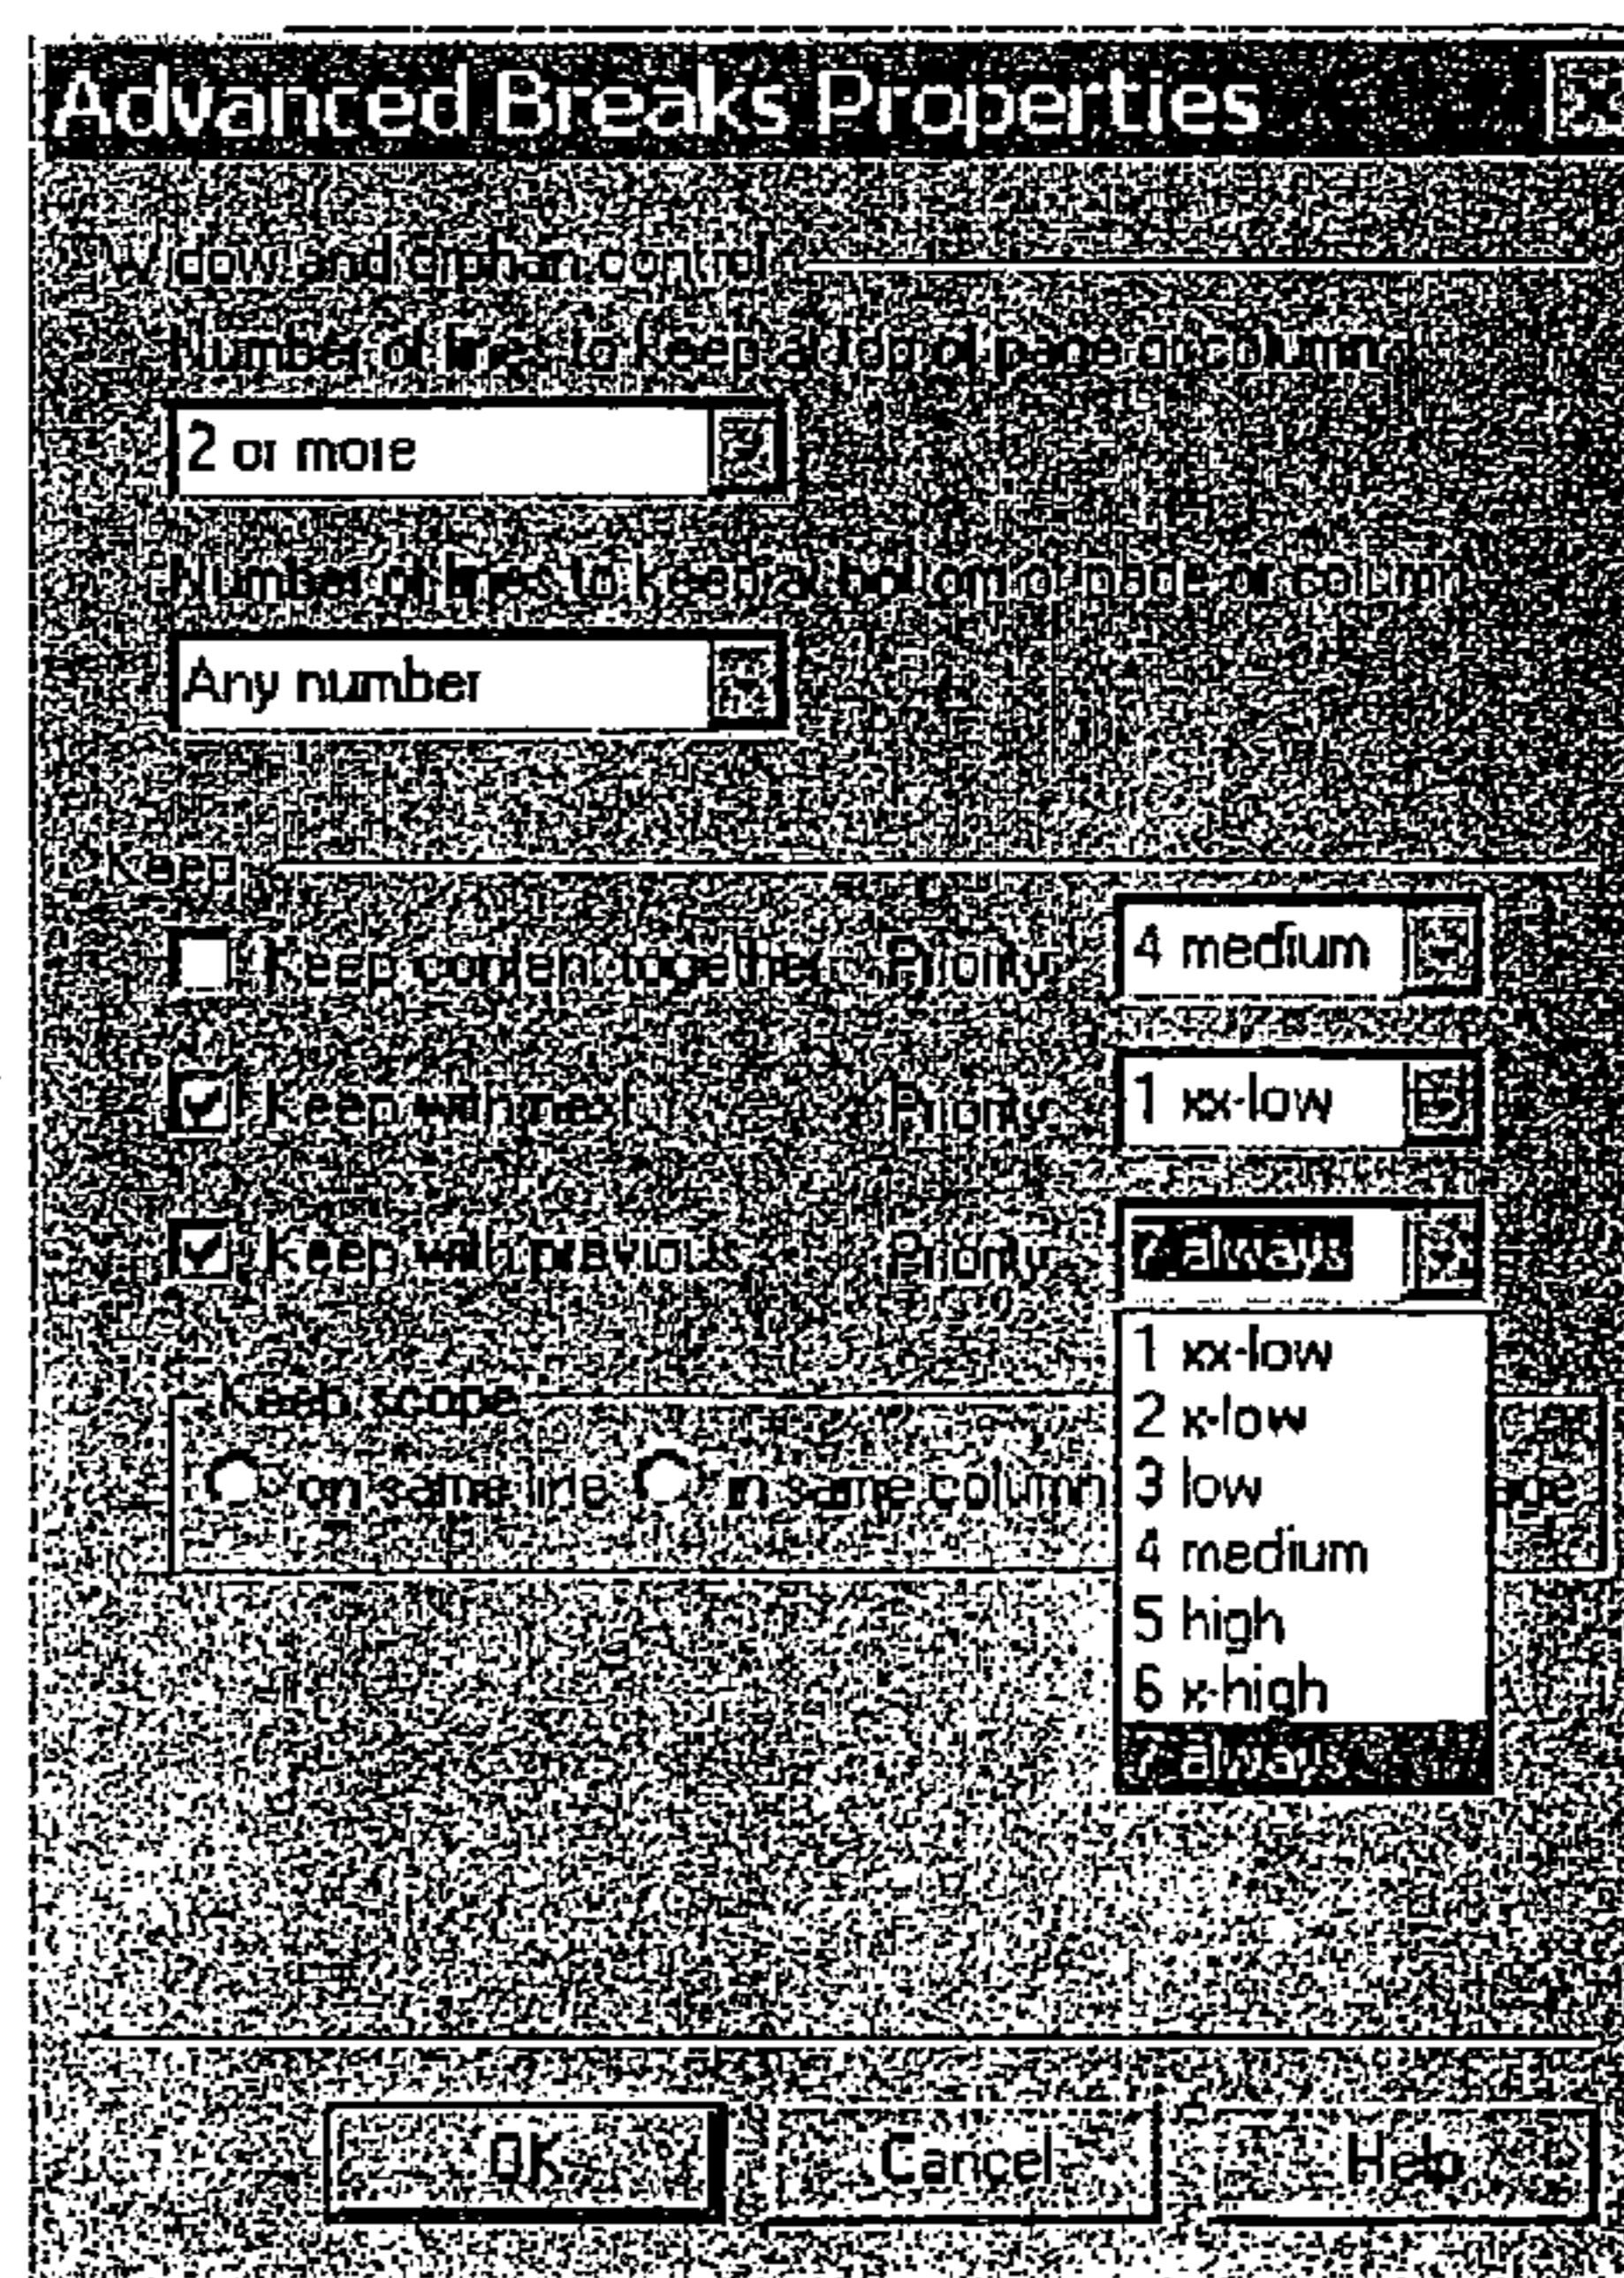 Advanced Breaks Properties
Widow and orphan control
Number of lines to keep at top of page or column
2 or more
Number of lines to keep at bottom of page or column
Any number
Keep
Keep content together Priority 4 medium
Keep with next Priority 1 xx-low
Keep with previous Priority 7 always
1 xx-low
2 x-low
3 low
4 medium
5 high
6 x-high
7 always
Keep scope
on same line in same column
OK Cancel Help